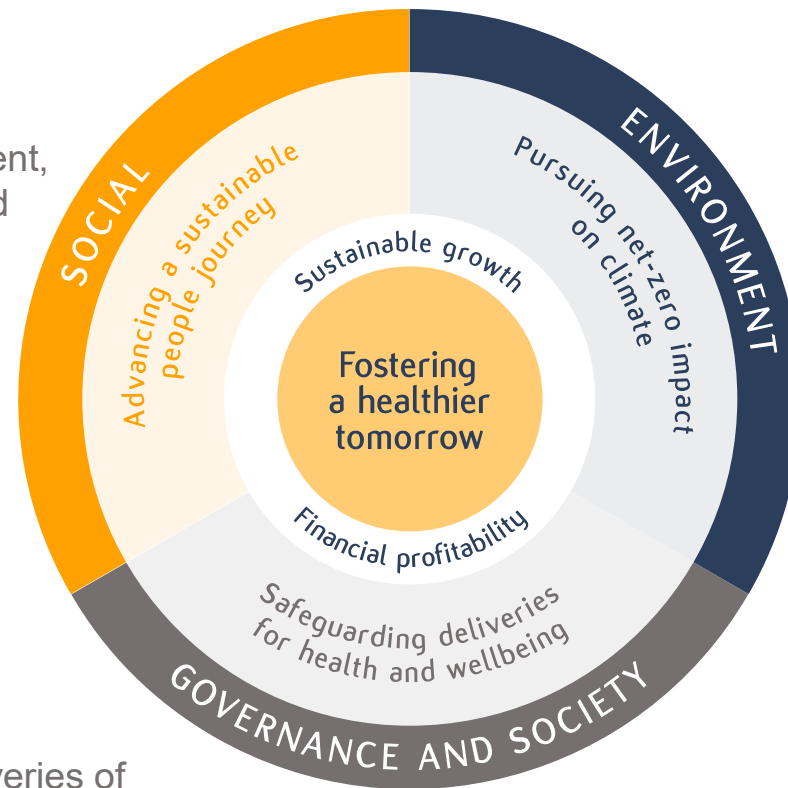 ent,
d
SOCIAL
Advancing a sustainable
people journey
ENVIRONMENT
Pursuing net-zero impact
on climate
Sustainable growth
Fostering
a healthier
tomorrow
Financial profitability
Safeguarding deliveries
for health and wellbeing
GOVERNANCE AND SOCIETY
veries of